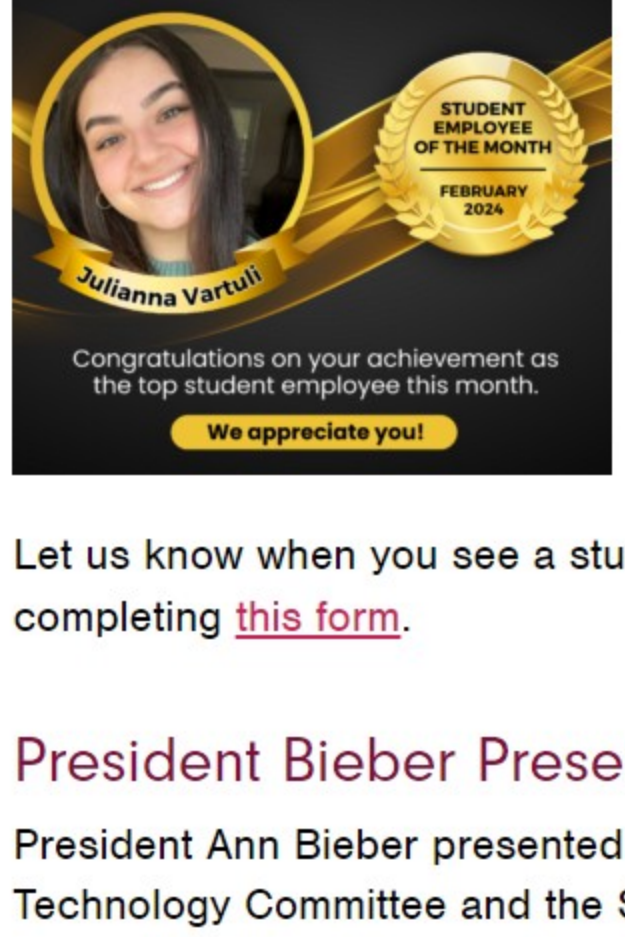 STUDENT
EMPLOYEE
OF THE MONTH
FEBRUARY
2024
Julianna Vartuli
Congratulations on your achievement as
the top student employee this month.
We appreciate you!
Let us know when you see a stu
completing this form.
President Bieber Prese
President Ann Bieber presented
Technology Committee and the S